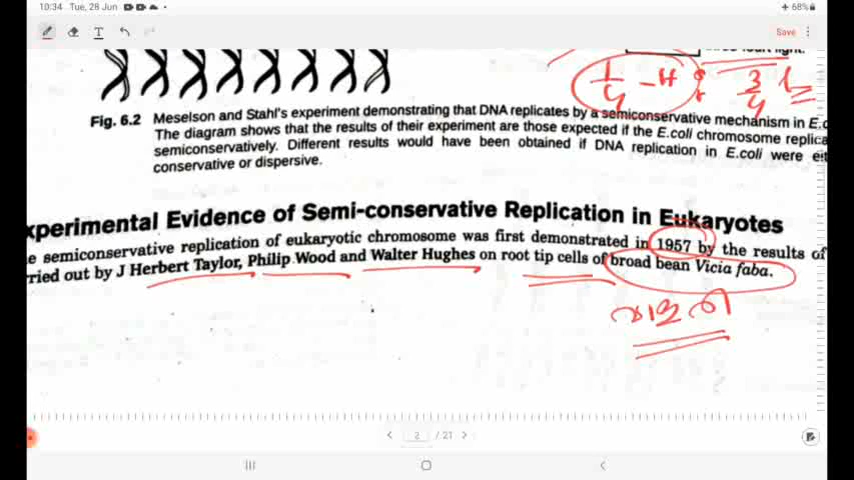 10:34 Tue, 28 Jun
68%
T
Save
1/4 - H
3/4 L
Fig. 6.2 Meselson and Stahl's experiment demonstrating that DNA replicates by a semiconservative mechanism in E.c
The diagram shows that the results of their experiment are those expected if the E.coli chromosome replica
semiconservatively. Different results would have been obtained if DNA replication in E.coli were eit
conservative or dispersive.
xperimental Evidence of Semi-conservative Replication in Eukaryotes
e semiconservative replication of eukaryotic chromosome was first demonstrated in 1957 by the results of
rried out by J Herbert Taylor, Philip Wood and Walter Hughes on root tip cells of broad bean Vicia faba.
2 / 21